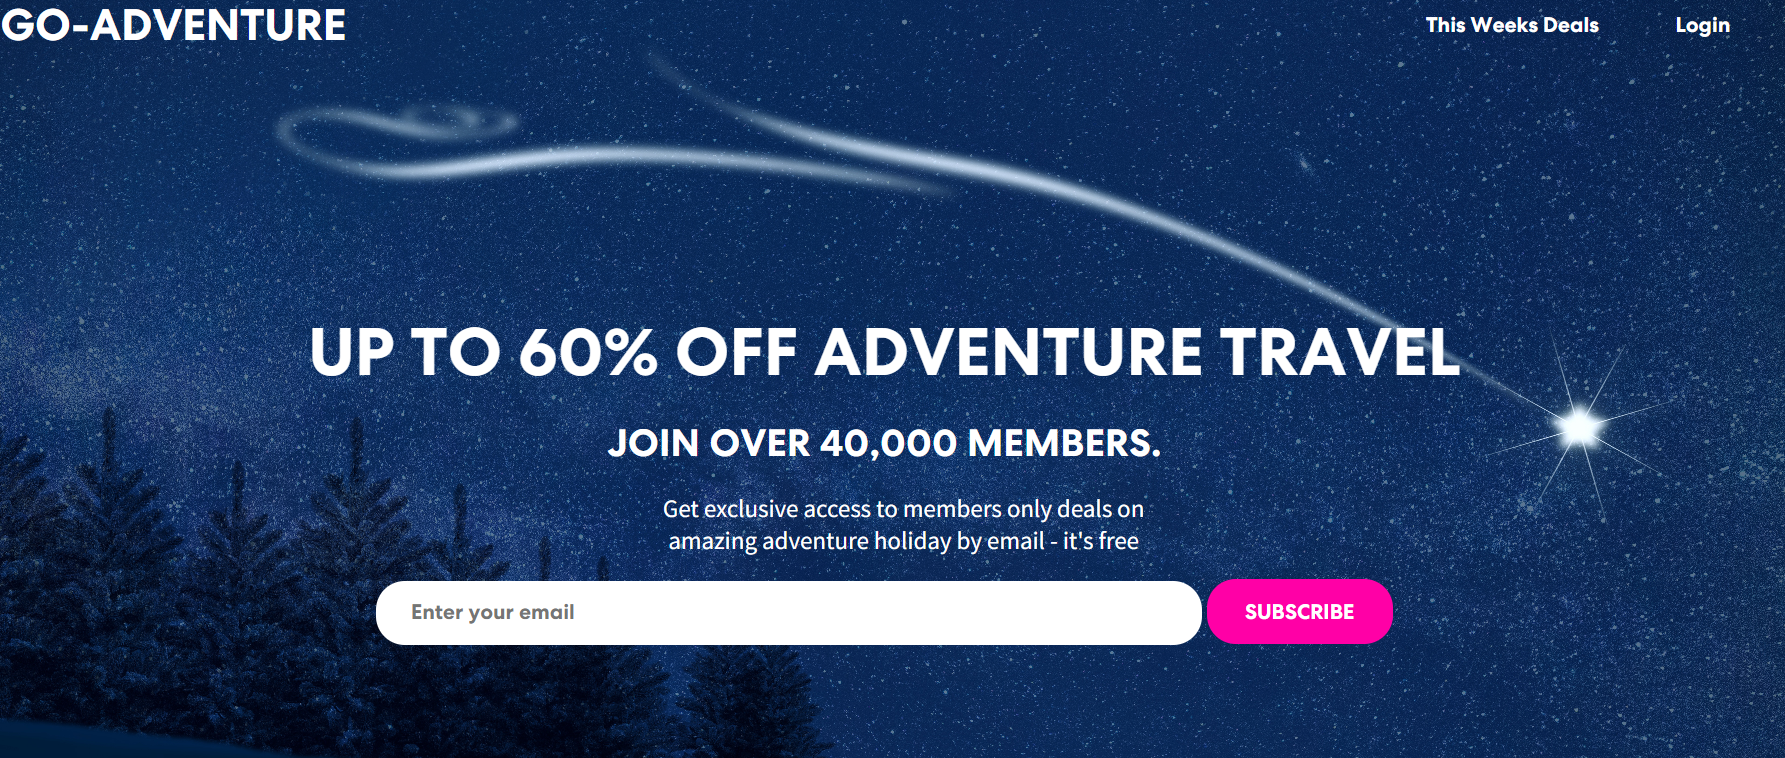 GO-ADVENTURE
This Weeks Deals
Login
UP TO 60% OFF ADVENTURE TRAVEL
JOIN OVER 40,000 MEMBERS.
Get exclusive access to members only deals on
amazing adventure holiday by email - it's free
Enter your email
SUBSCRIBE